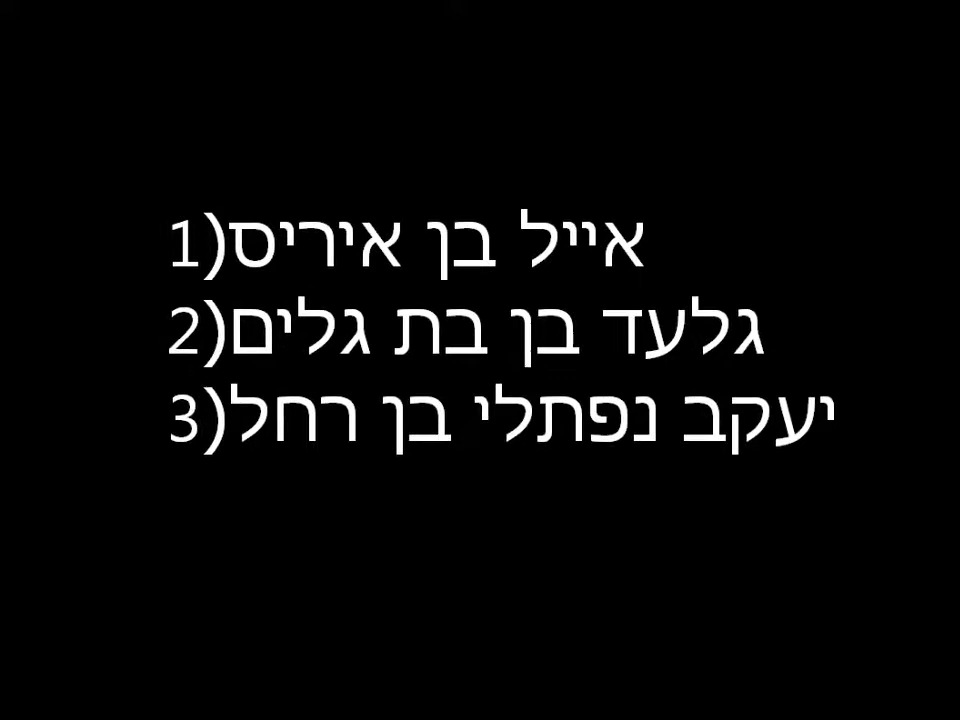 1)אייל בן איריס
2)גלעד בן בת גלים
3)יעקב נפתלי בן רחל